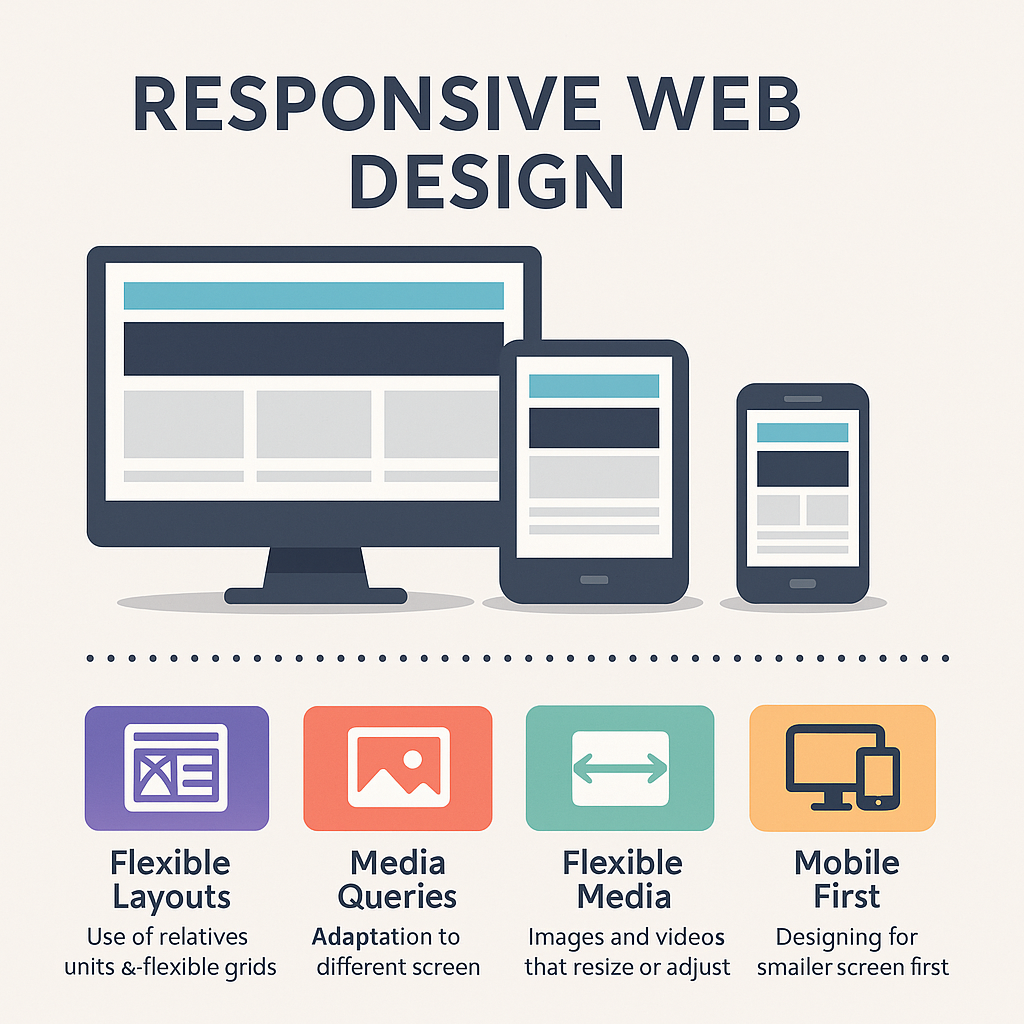 RESPONSIVE WEB
DESIGN
Flexible
Layouts
Use of relatives
units &-flexible grids
Media
Queries
Adaptation to
different screen
Flexible
Media
Images and videos
that resize or adjust
Mobile
First
Designing for
smailer screen first